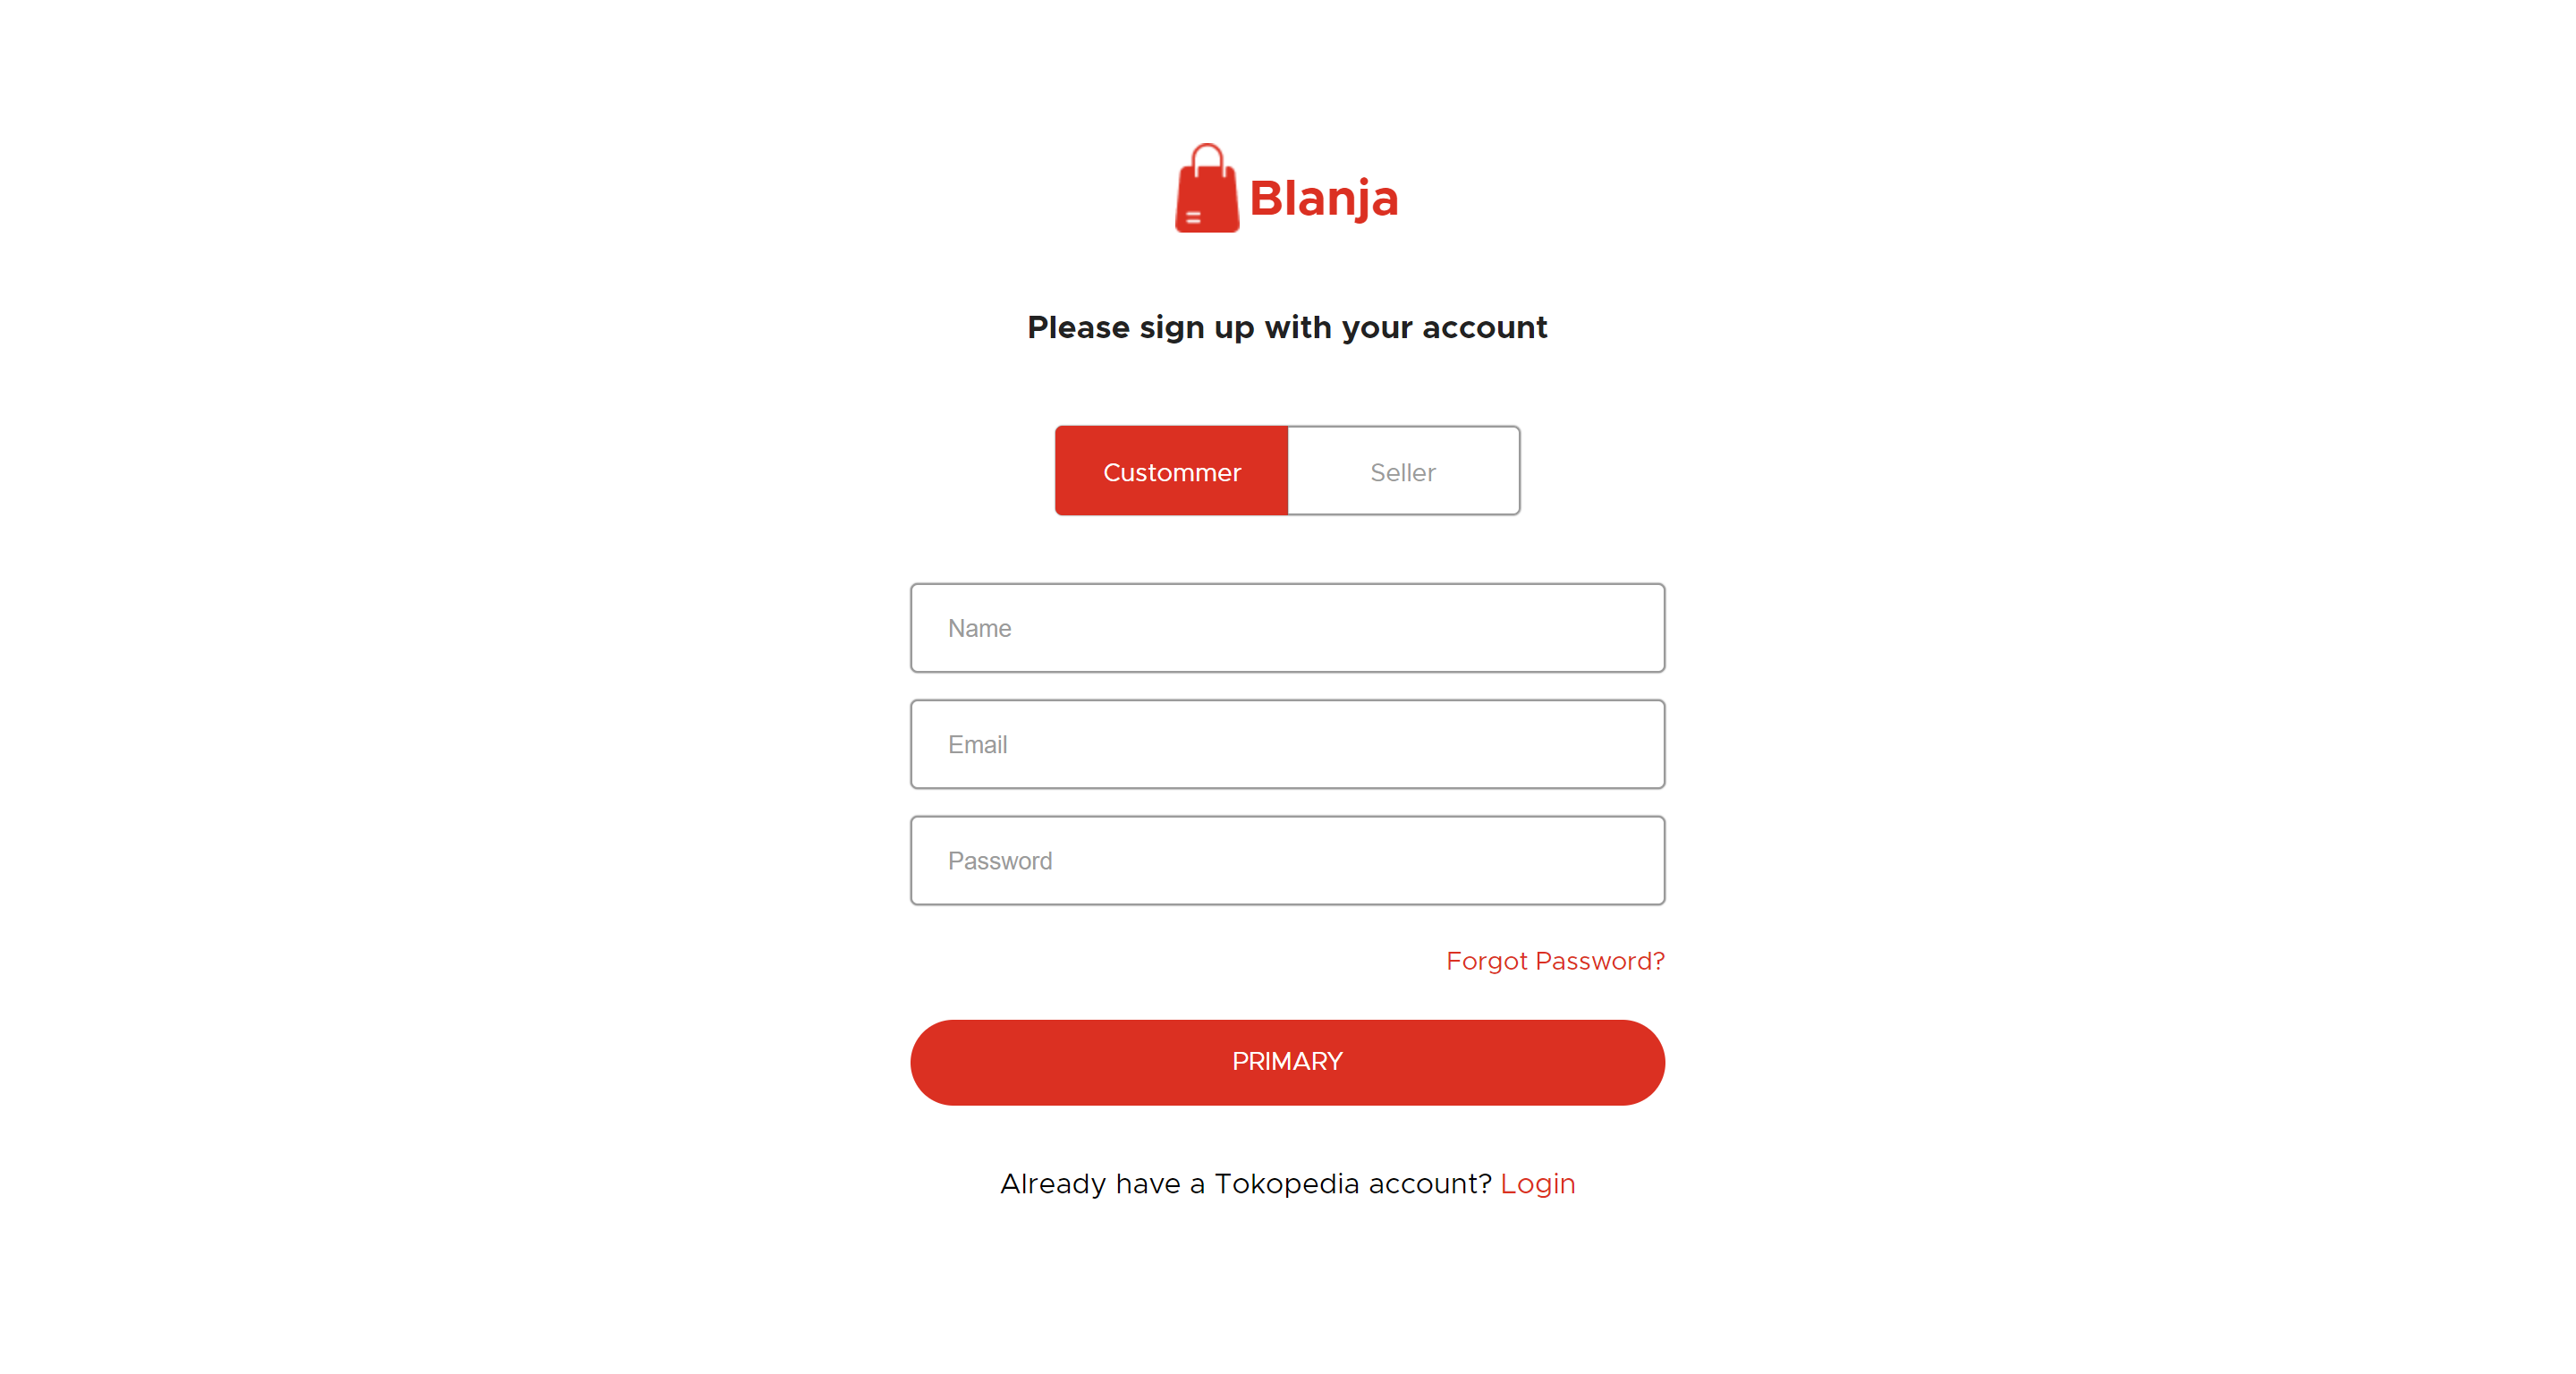 Blanja
Please sign up with your account
Custommer
Seller
Name
Email
Password
Forgot Password?
PRIMARY
Already have a Tokopedia account? Login